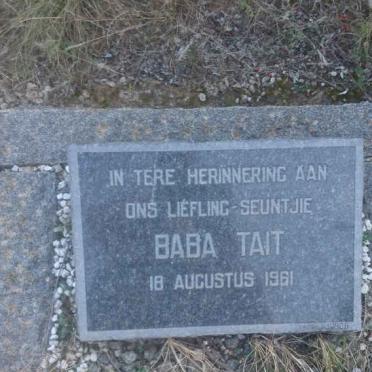 IN TERE HERINNERING AAN
ONS LIEFLING-SEUNTJIE
BABA TAIT
18 AUGUSTUS 1961